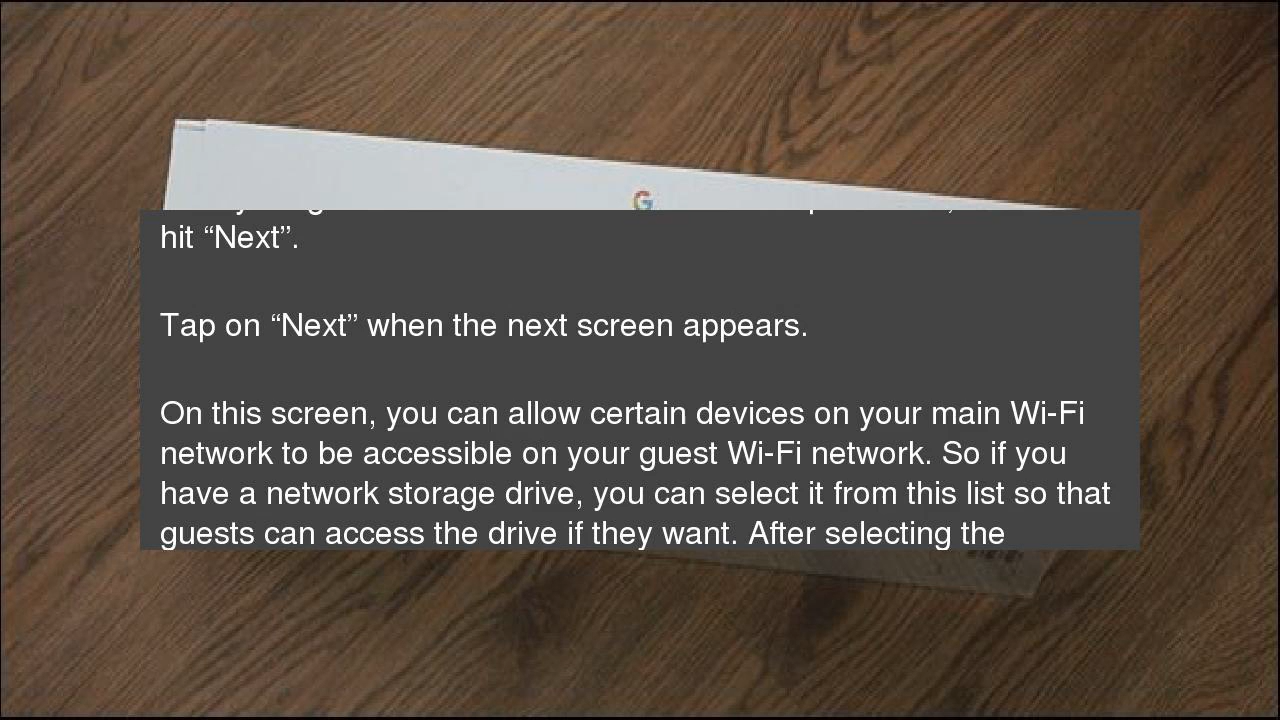 hit “Next”.
Tap on “Next” when the next screen appears.
On this screen, you can allow certain devices on your main Wi-Fi
network to be accessible on your guest Wi-Fi network. So if you
have a network storage drive, you can select it from this list so that
guests can access the drive if they want. After selecting the